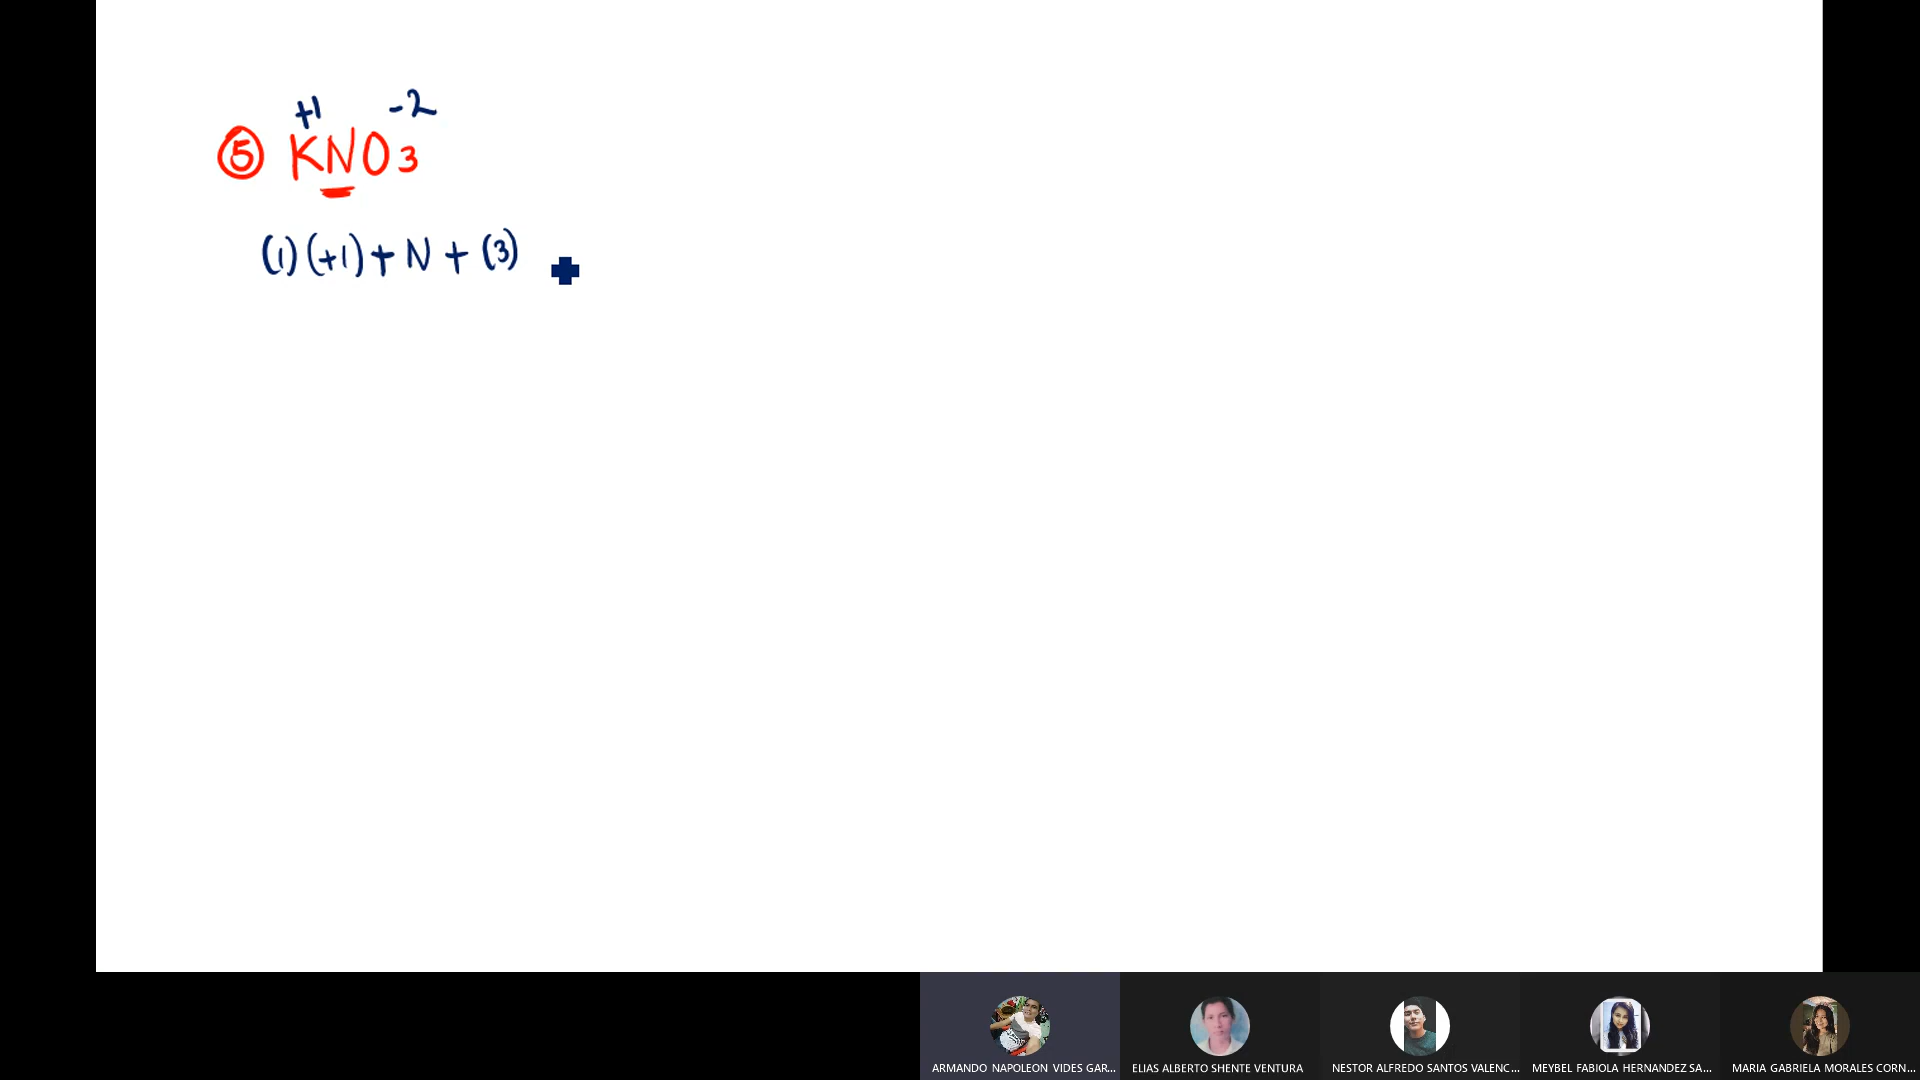 +1 -2
⑤ KNO3
(1)(+1)+N+(3)
ARMANDO NAPOLEON VIDES GAR...
ELIAS ALBERTO SHENTE VENTURA
NESTOR ALFREDO SANTOS VALENC...
MEYBEL FABIOLA HERNANDEZ SA...
MARIA GABRIELA MORALES CORN...